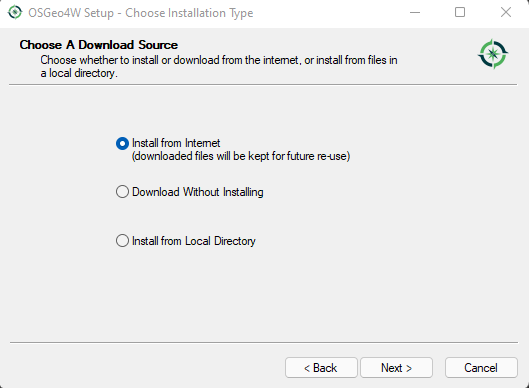 OSGeo4W Setup - Choose Installation Type
Choose A Download Source
Choose whether to install or download from the internet, or install from files in
a local directory.
Install from Internet
(downloaded files will be kept for future re-use)
Download Without Installing
Install from Local Directory
< Back
Next >
Cancel